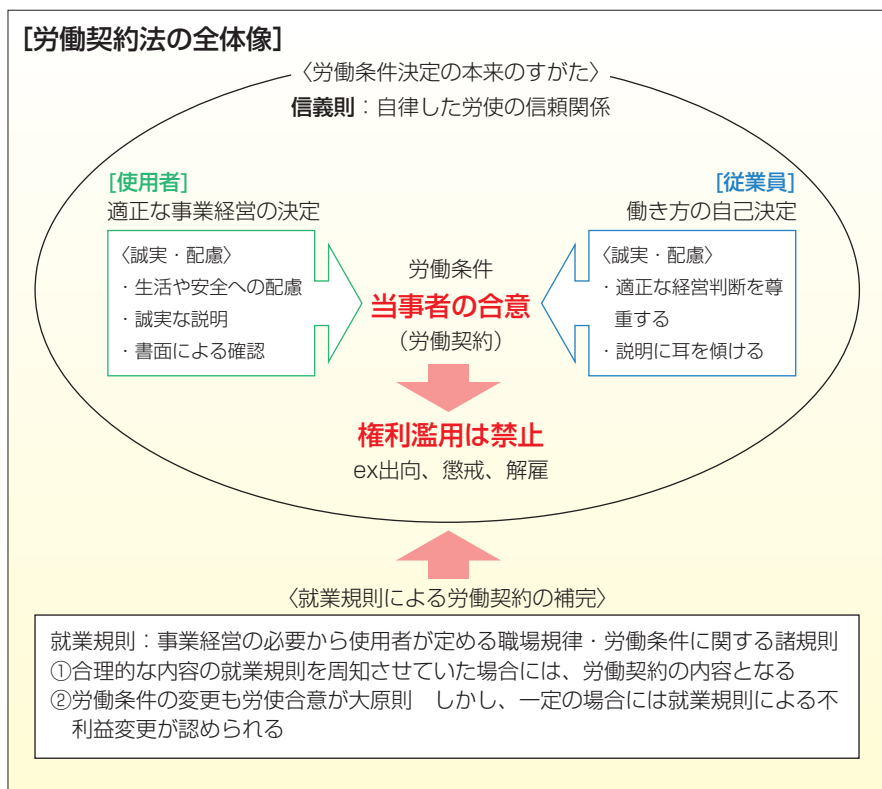 [労働契約法の全体像]
〈労働条件決定の本来のすがた〉
信義則：自律した労使の信頼関係
[使用者]
適正な事業経営の決定
〈誠実・配慮〉
・生活や安全への配慮
・誠実な説明
・書面による確認
労働条件
当事者の合意
（労働契約）
[従業員]
働き方の自己決定
〈誠実・配慮〉
・適正な経営判断を尊
重する
・説明に耳を傾ける
権利濫用は禁止
ex出向、懲戒、解雇
〈就業規則による労働契約の補完〉
就業規則：事業経営の必要から使用者が定める職場規律・労働条件に関する諸規則
①合理的な内容の就業規則を周知させていた場合には、労働契約の内容となる
②労働条件の変更も労使合意が大原則　しかし、一定の場合には就業規則による不
利益変更が認められる